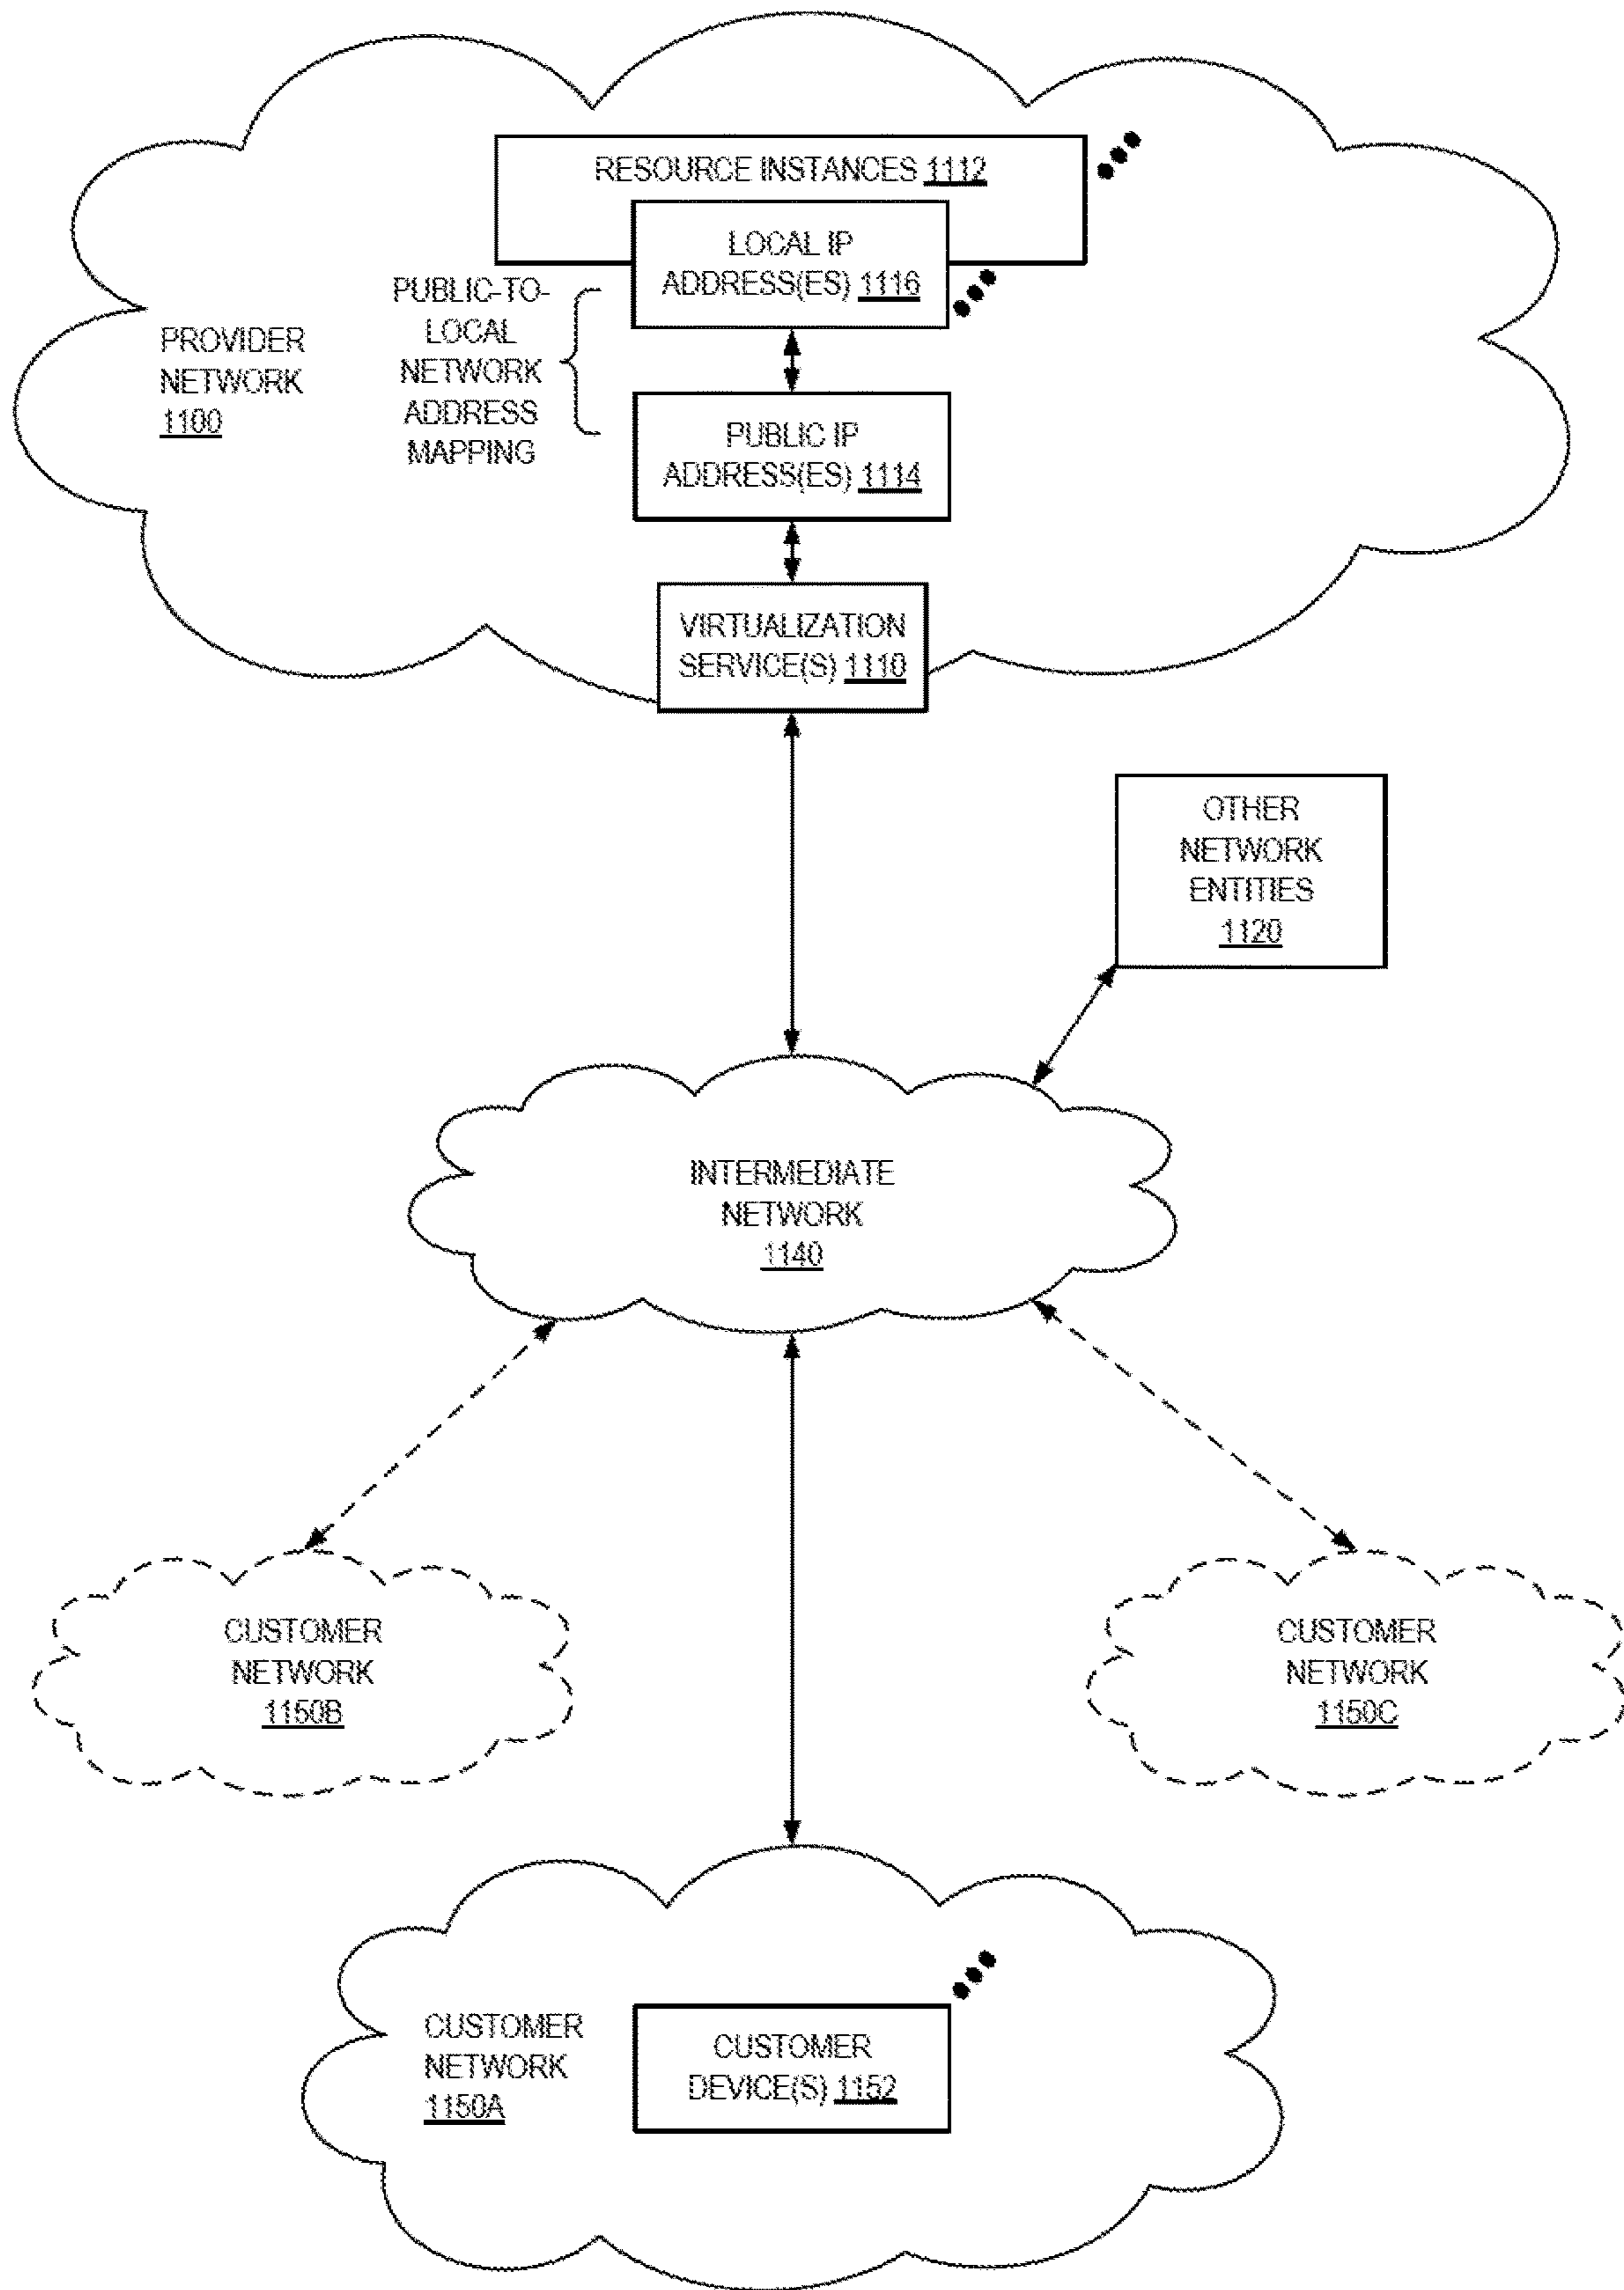 RESOURCE INSTANCES 1112
LOCAL IP
ADDRESS(ES) 1116
PUBLIC-TO-
LOCAL
NETWORK
ADDRESS
MAPPING
PROVIDER
NETWORK
1100
PUBLIC IP
ADDRESS(ES) 1114
VIRTUALIZATION
SERVICE(S) 1110
OTHER
NETWORK
ENTITIES
1120
INTERMEDIATE
NETWORK
1140
CUSTOMER
NETWORK
1150B
CUSTOMER
NETWORK
1150C
CUSTOMER
NETWORK
1150A
CUSTOMER
DEVICE(S) 1152